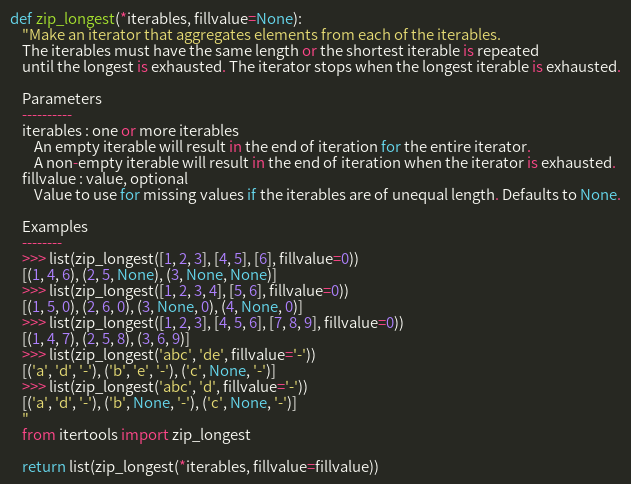 def zip_longest(*iterables, fillvalue=None):
"Make an iterator that aggregates elements from each of the iterables.
The iterables must have the same length or the shortest iterable is repeated
until the longest is exhausted. The iterator stops when the longest iterable is exhausted.
Parameters
----------
iterables : one or more iterables
An empty iterable will result in the end of iteration for the entire iterator.
A non-empty iterable will result in the end of iteration when the iterator is exhausted.
fillvalue : value, optional
Value to use for missing values if the iterables are of unequal length. Defaults to None.
Examples
--------
>>> list(zip_longest([1, 2, 3], [4, 5], [6], fillvalue=0))
[(1, 4, 6), (2, 5, None), (3, None, None)]
>>> list(zip_longest([1, 2, 3, 4], [5, 6], fillvalue=0))
[(1, 5, 0), (2, 6, 0), (3, None, 0), (4, None, 0)]
>>> list(zip_longest([1, 2, 3], [4, 5, 6], [7, 8, 9], fillvalue=0))
[(1, 4, 7), (2, 5, 8), (3, 6, 9)]
>>> list(zip_longest('abc', 'de', fillvalue='-'))
[('a', 'd', '-'), ('b', 'e', '-'), ('c', None, '-')]
>>> list(zip_longest('abc', 'd', fillvalue='-'))
[('a', 'd', '-'), ('b', None, '-'), ('c', None, '-')]
"
from itertools import zip_longest
return list(zip_longest(*iterables, fillvalue=fillvalue))